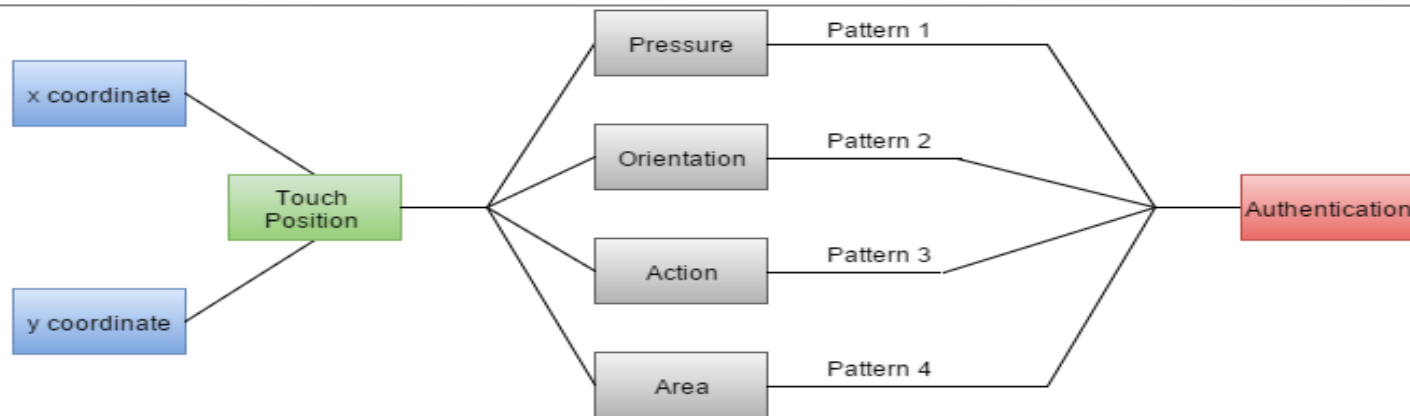 x coordinate
y coordinate
Touch
Position
Pressure
Orientation
Action
Area
Pattern 1
Pattern 2
Pattern 3
Pattern 4
Authentication